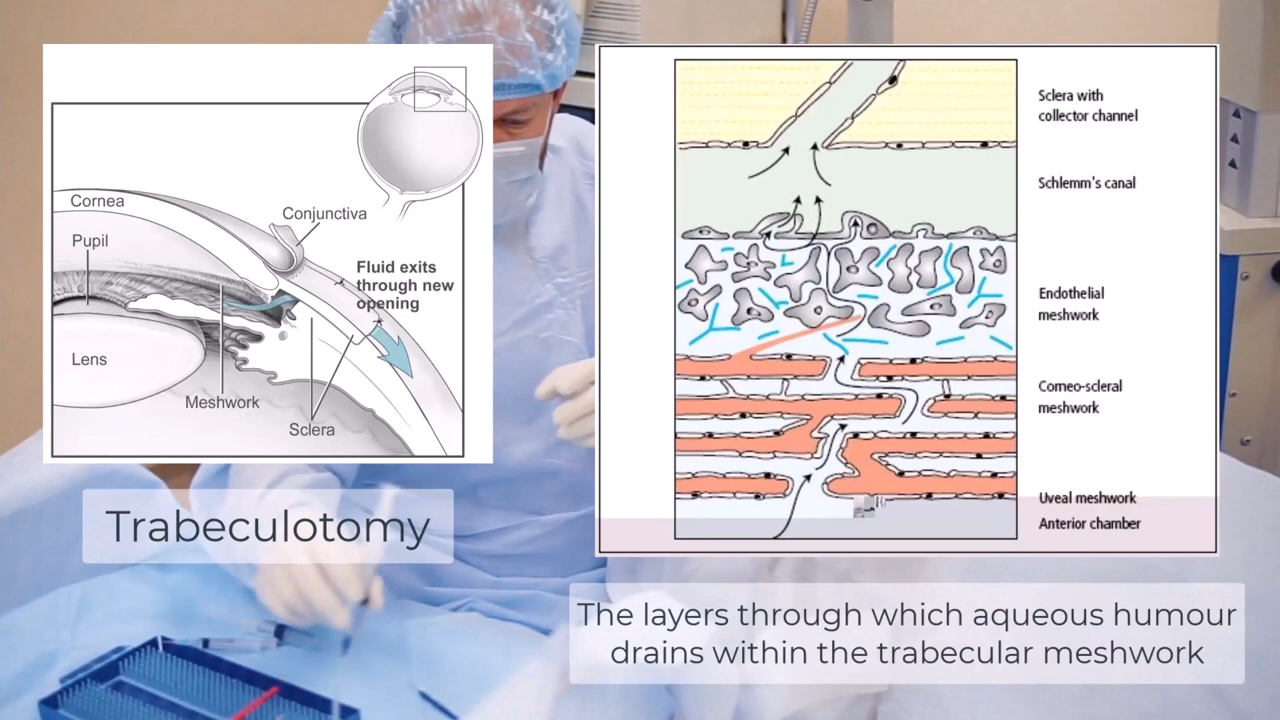 Cornea
Conjunctiva
Pupil
Fluid exits
through new
opening
Lens
Meshwork
Sclera
Trabeculotomy
Sclera with
collector channel
Schlemm's canal
Endothelial
meshwork
Corneo-scleral
meshwork
Uveal meshwork
Anterior chamber
The layers through which aqueous humour
drains within the trabecular meshwork